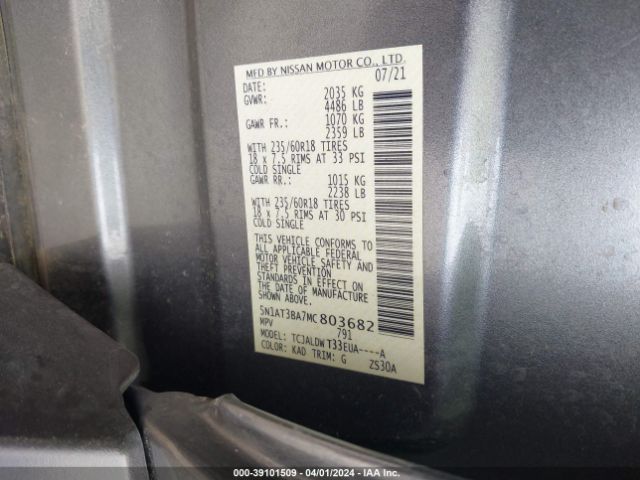 MFD BY NISSAN MOTOR CO., LTD.
DATE: 07/21
GVWR: 2035 KG
4486 LB
GAWR FR.: 1070 KG
2359 LB
WITH 235/60R18 TIRES
18 x 7.5 RIMS AT 33 PSI
COLD SINGLE
GAWR RR.: 1015 KG
2238 LB
WITH 235/60R18 TIRES
18 x 7.5 RIMS AT 30 PSI
COLD SINGLE
THIS VEHICLE CONFORMS TO
ALL APPLICABLE FEDERAL
MOTOR VEHICLE SAFETY AND
THEFT PREVENTION
STANDARDS IN EFFECT ON
THE DATE OF MANUFACTURE
SHOWN ABOVE.
5N1AT3BA7MC803682
MPV 791
MODEL: TCJALDWT33EUA----A
COLOR: KAD TRIM: G ZS30A
000-39101509 - 04/01/2024 - IAA Inc.